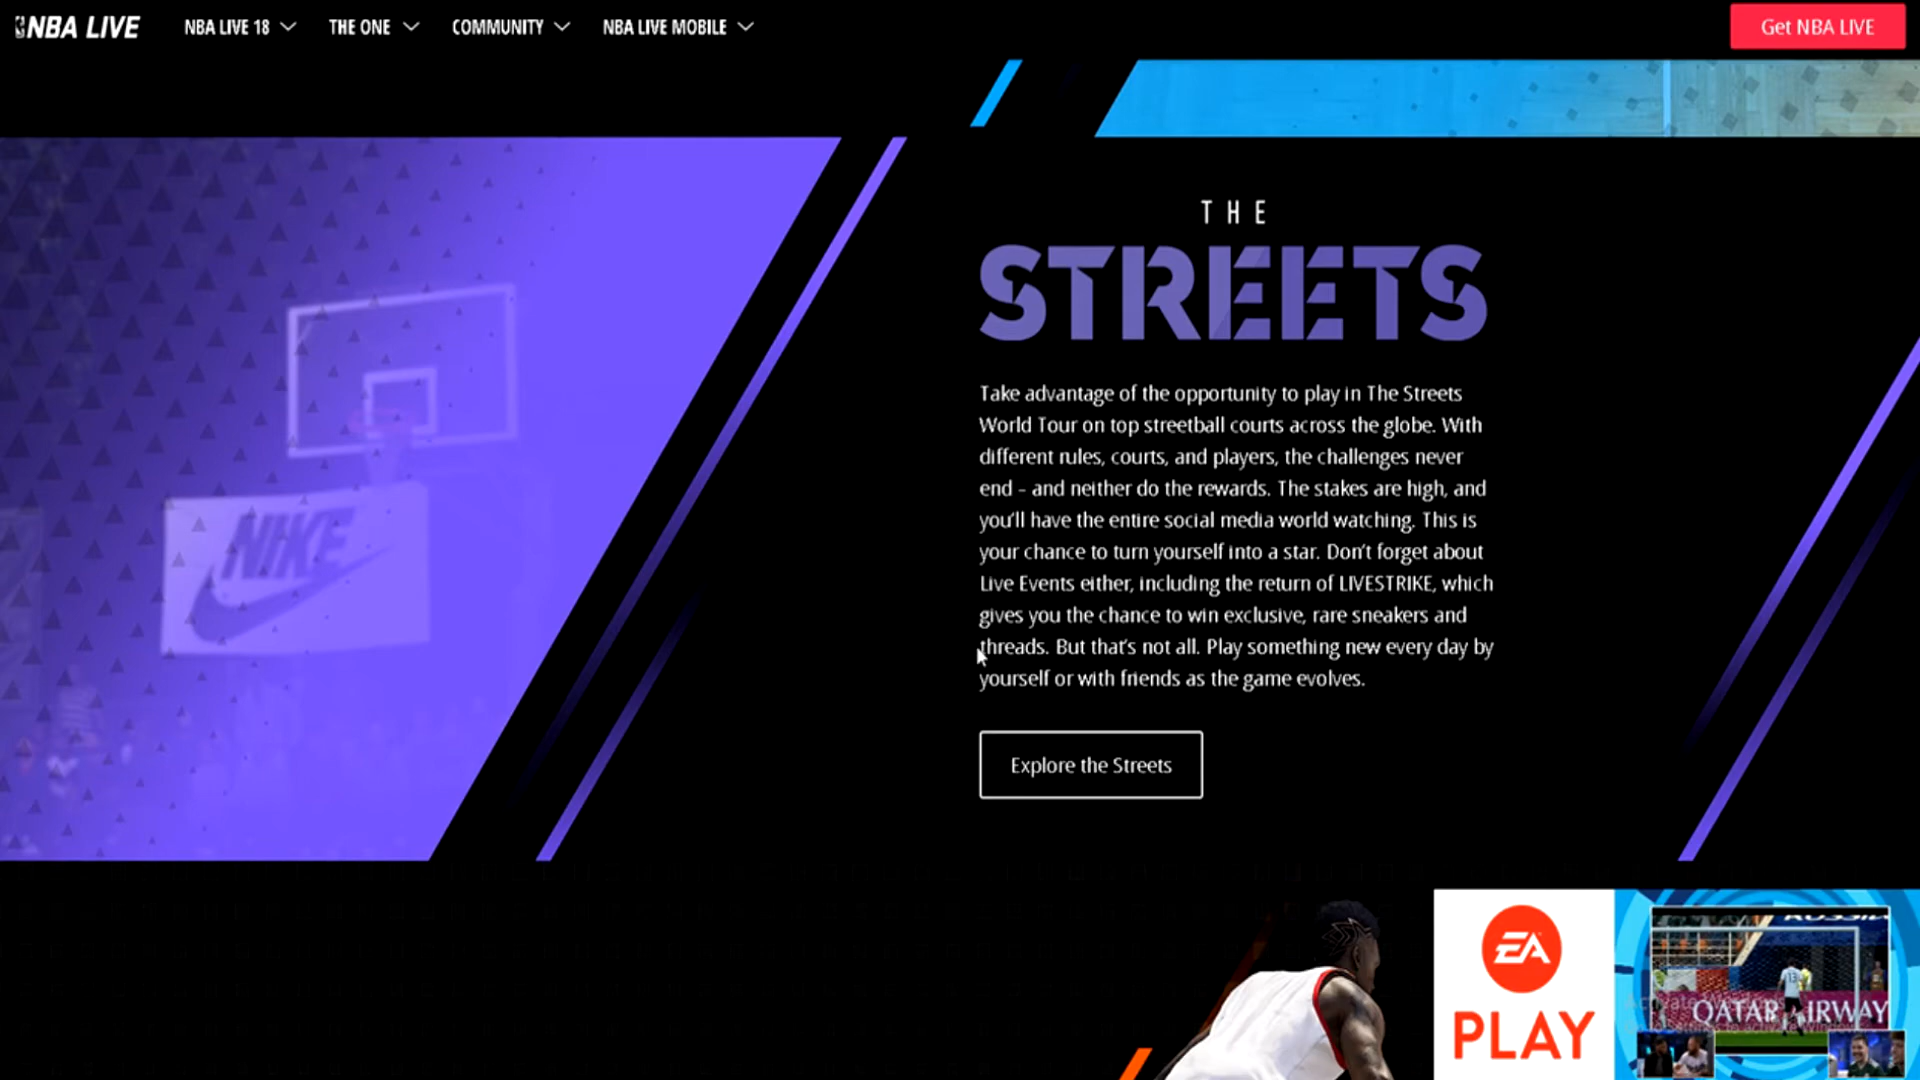 NBA LIVE
NBA LIVE 18
THE ONE
COMMUNITY
NBA LIVE MOBILE
Get NBA LIVE
THE
STREETS
Take advantage of the opportunity to play in The Streets
World Tour on top streetball courts across the globe. With
different rules, courts, and players, the challenges never
end – and neither do the rewards. The stakes are high, and
you'll have the entire social media world watching. This is
your chance to turn yourself into a star. Don't forget about
Live Events either, including the return of LIVESTRIKE, which
gives you the chance to win exclusive, rare sneakers and
threads. But that's not all. Play something new every day by
yourself or with friends as the game evolves.
Explore the Streets
NIKE
EA
PLAY
RUSSIA
13
Activate Windows
QATAR AIRWAY